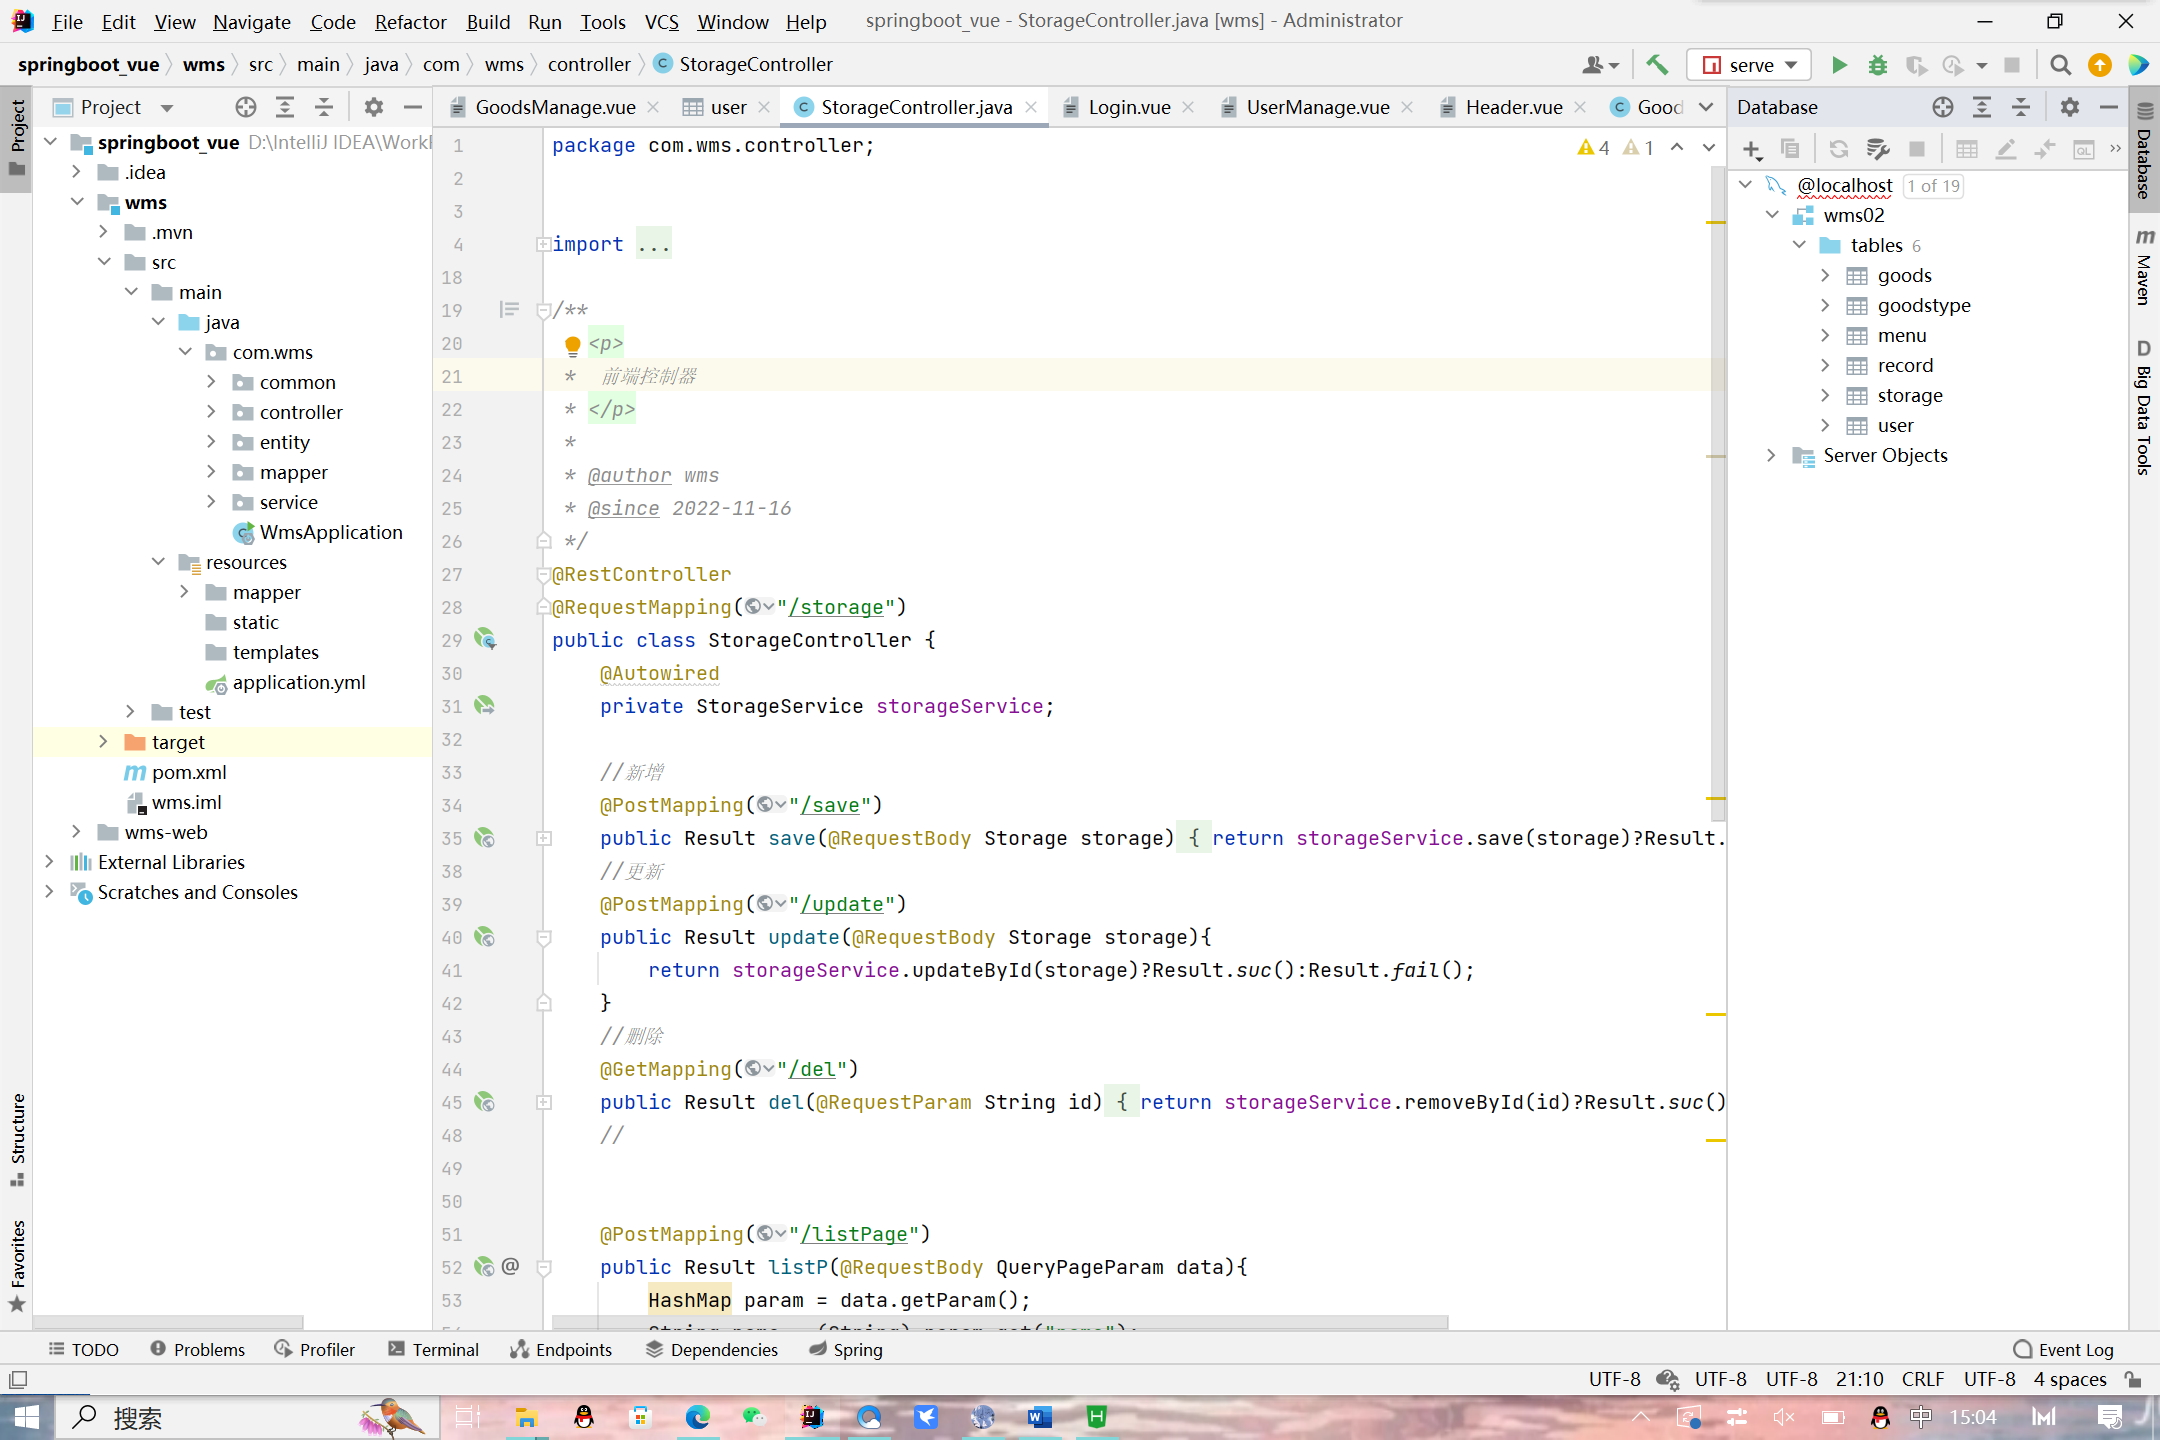 File Edit View Navigate Code Refactor Build Run Tools VCS Window Help springboot_vue - StorageController.java [wms] - Administrator
springboot_vue wms src main java com wms controller StorageController serve
Project
GoodsManage.vue user StorageController.java Login.vue UserManage.vue Header.vue Good
Database
springboot_vue D:\IntelliJ IDEA\Work
.idea
wms
.mvn
src
main
java
com.wms
common
controller
entity
mapper
service
WmsApplication
resources
mapper
static
templates
application.yml
test
target
pom.xml
wms.iml
wms-web
External Libraries
Scratches and Consoles
4 1
1 package com.wms.controller;
2
3
4 import ...
18
19 /**
20 <p>
21 * 前端控制器
22 * </p>
23 *
24 * @author wms
25 * @since 2022-11-16
26 */
27 @RestController
28 @RequestMapping("/storage")
29 public class StorageController {
30 @Autowired
31 private StorageService storageService;
32
33 //新增
34 @PostMapping("/save")
35 public Result save(@RequestBody Storage storage) { return storageService.save(storage)?Result.
38 //更新
39 @PostMapping("/update")
40 public Result update(@RequestBody Storage storage){
41 return storageService.updateById(storage)?Result.suc():Result.fail();
42 }
43 //删除
44 @GetMapping("/del")
45 public Result del(@RequestParam String id) { return storageService.removeById(id)?Result.suc()
48 //
49
50
51 @PostMapping("/listPage")
52 public Result listP(@RequestBody QueryPageParam data){
53 HashMap param = data.getParam();
@localhost 1 of 19
wms02
tables 6
goods
goodstype
menu
record
storage
user
Server Objects
Project
Structure
Favorites
Database
Maven
Big Data Tools
TODO Problems Profiler Terminal Endpoints Dependencies Spring Event Log
UTF-8 UTF-8 UTF-8 21:10 CRLF UTF-8 4 spaces
搜索 中 15:04